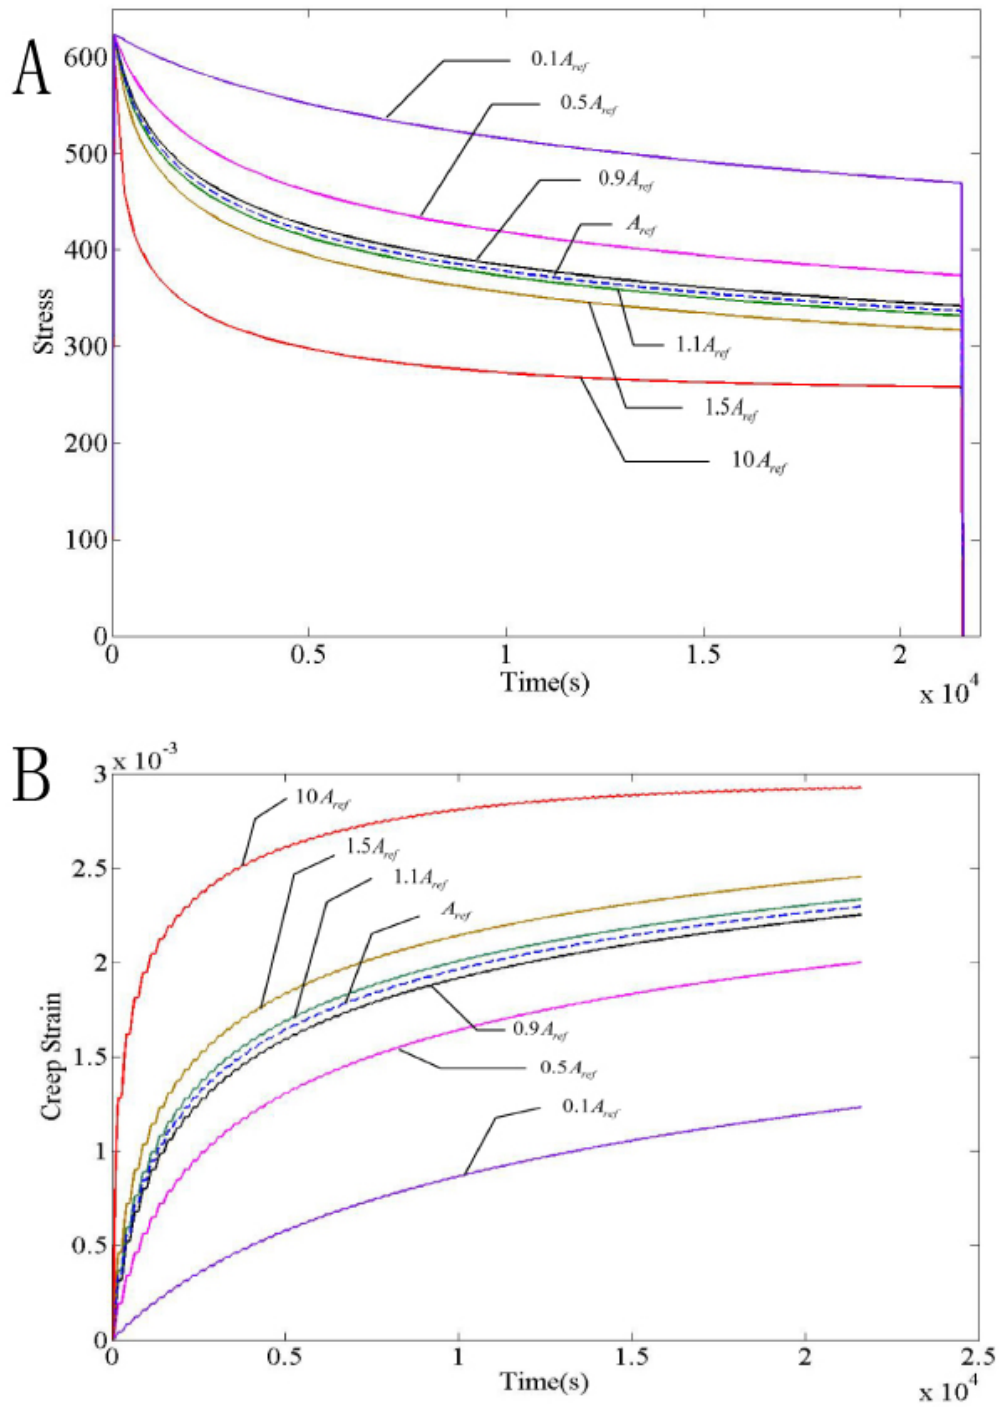 A
600
500
400
300
200
100
0
Stress
0.1A_ref
0.5A_ref
0.9A_ref
A_ref
1.1A_ref
1.5A_ref
10A_ref
0 0.5 1 1.5 2
Time(s)
x 10^4
B
x 10^-3
3
2.5
2
1.5
1
0.5
0
Creep Strain
10A_ref
1.5A_ref
1.1A_ref
A_ref
0.9A_ref
0.5A_ref
0.1A_ref
0 0.5 1 1.5 2 2.5
Time(s)
x 10^4